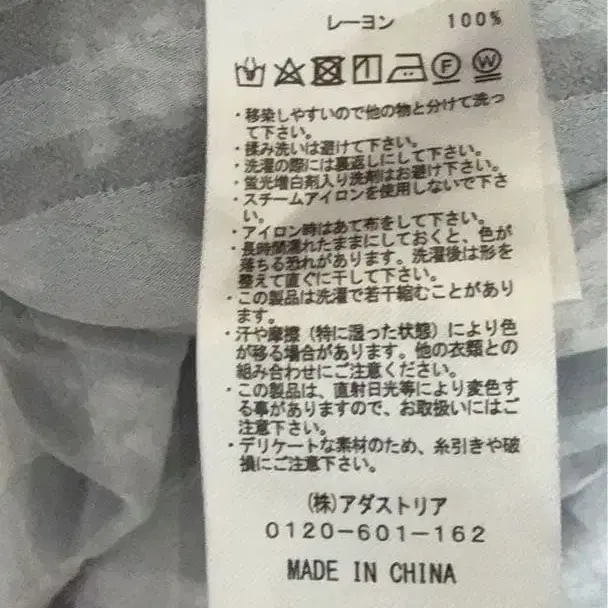 レーヨン 100%
F W
・移染しやすいので他の物と分けて洗っ
て下さい。
・揉み洗いは避けて下さい。
・洗濯の際には裏返しにして下さい。
・蛍光増白剤入り洗剤はお避け下さい。
・スチームアイロンを使用しないで下さ
い。
・アイロン時はあて布をして下さい。
・長時間濡れたままにしておくと、色が
落ちる恐れがあります。洗濯後は形を
整えて直ぐに干して下さい。
・この製品は洗濯で若干縮むことがあり
ます。
・汗や摩擦（特に湿った状態）により色
が移る場合があります。他の衣類との
組み合わせにご注意ください。
・この製品は、直射日光等により変色す
る事がありますので、お取扱いにはご
注意下さい。
・デリケートな素材のため、糸引きや破
損にご注意下さい。
(株)アダストリア
0120-601-162
MADE IN CHINA